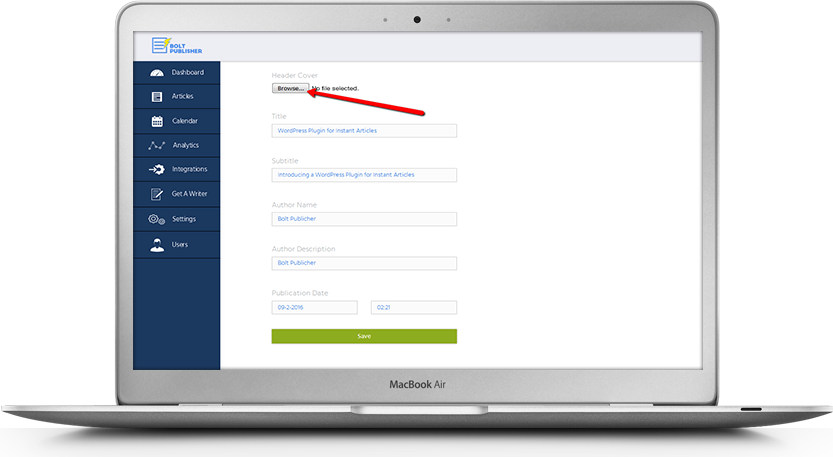 BOLT
PUBLISHER
Dashboard
Articles
Calendar
Analytics
Integrations
Get A Writer
Settings
Users
Header Cover
Browse... No file selected.
Title
WordPress Plugin for Instant Articles
Subtitle
Introducing a WordPress Plugin for Instant Articles
Author Name
Bolt Publicher
Author Description
Bolt Publicher
Publication Date
09-2-2016 02:21
Save
MacBook Air